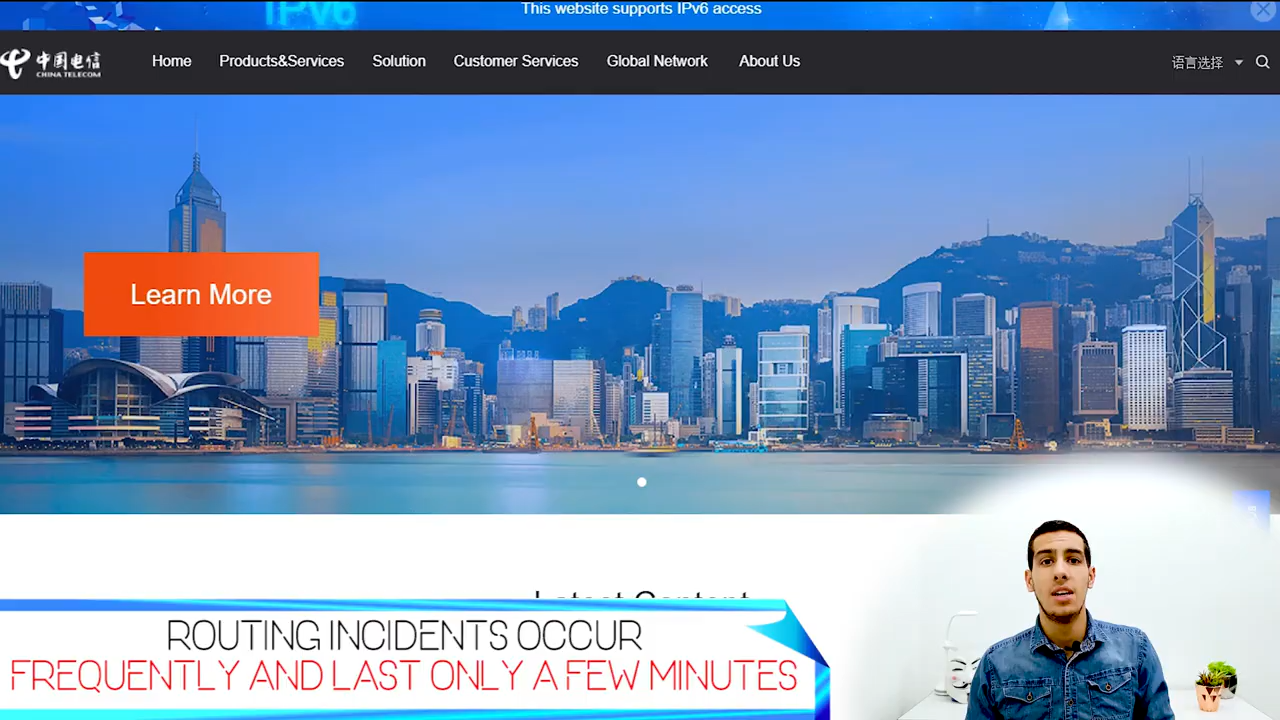 IPv6
This website supports IPv6 access
中国电信
CHINA TELECOM
Home
Products&Services
Solution
Customer Services
Global Network
About Us
语言选择
Learn More
Latest Content
ROUTING INCIDENTS OCCUR
FREQUENTLY AND LAST ONLY A FEW MINUTES